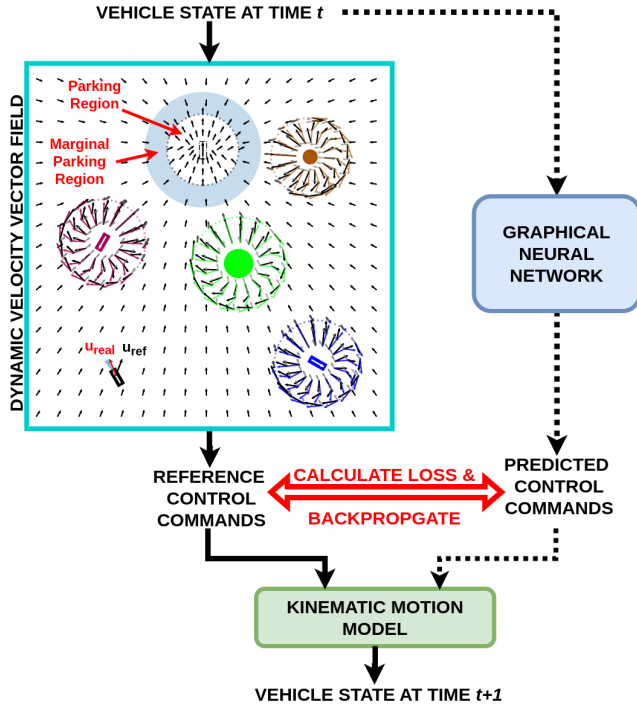 VEHICLE STATE AT TIME t
DYNAMIC VELOCITY VECTOR FIELD
Parking
Region
Marginal
Parking
Region
u_real u_ref
GRAPHICAL
NEURAL
NETWORK
REFERENCE
CONTROL
COMMANDS
CALCULATE LOSS &
BACKPROPGATE
PREDICTED
CONTROL
COMMANDS
KINEMATIC MOTION
MODEL
VEHICLE STATE AT TIME t+1